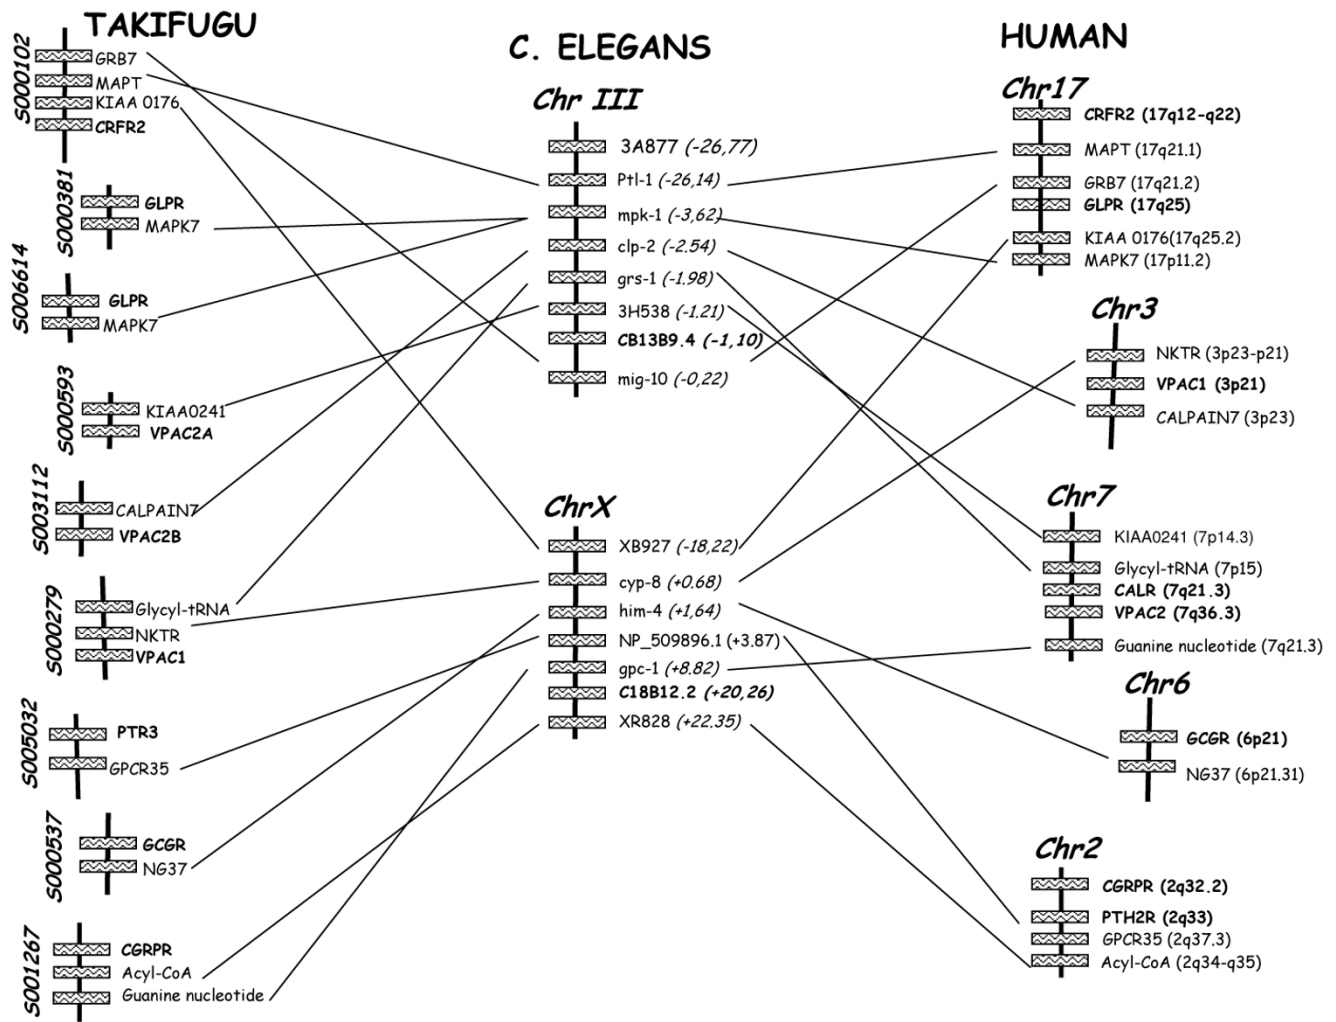 TAKIFUGU
S000102
GRB7
MAPT
KIAA 0176
CRFR2
S000381
GLPR
MAPK7
S006614
GLPR
MAPK7
S000593
KIAA0241
VPAC2A
S003112
CALPAIN7
VPAC2B
S000279
Glycyl-tRNA
NKTR
VPAC1
S005032
PTR3
GPCR35
S000537
GCGR
NG37
S001267
CGRPR
Acyl-CoA
Guanine nucleotide
C. ELEGANS
Chr III
3A877 (-26,77)
Ptl-1 (-26,14)
mpk-1 (-3,62)
clp-2 (-2.54)
grs-1 (-1.98)
3H538 (-1.21)
CB13B9.4 (-1,10)
mig-10 (-0,22)
ChrX
XB927 (-18,22)
cyp-8 (+0.68)
him-4 (+1,64)
NP_509896.1 (+3.87)
gpc-1 (+8,82)
C18B12.2 (+20,26)
XR828 (+22.35)
HUMAN
Chr17
CRFR2 (17q12-q22)
MAPT (17q21.1)
GRB7 (17q21.2)
GLPR (17q25)
KIAA 0176(17q25.2)
MAPK7 (17p11.2)
Chr3
NKTR (3p23-p21)
VPAC1 (3p21)
CALPAIN7 (3p23)
Chr7
KIAA0241 (7p14.3)
Glycyl-tRNA (7p15)
CALR (7q21.3)
VPAC2 (7q36.3)
Guanine nucleotide (7q21.3)
Chr6
GCGR (6p21)
NG37 (6p21.31)
Chr2
CGRPR (2q32.2)
PTH2R (2q33)
GPCR35 (2q37.3)
Acyl-CoA (2q34-q35)